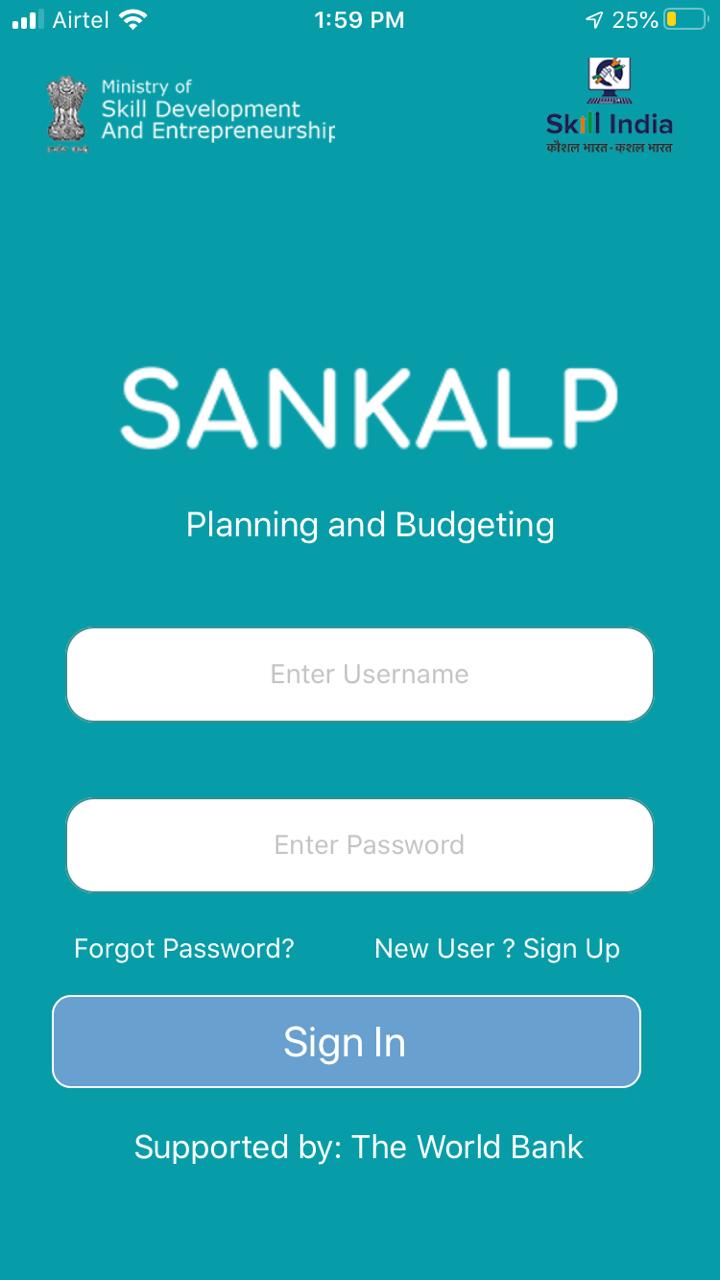 Airtel 1:59 PM 25%
Ministry of
Skill Development
And Entrepreneurship
Skill India
कौशल भारत - कुशल भारत
SANKALP
Planning and Budgeting
Enter Username
Enter Password
Forgot Password? New User ? Sign Up
Sign In
Supported by: The World Bank